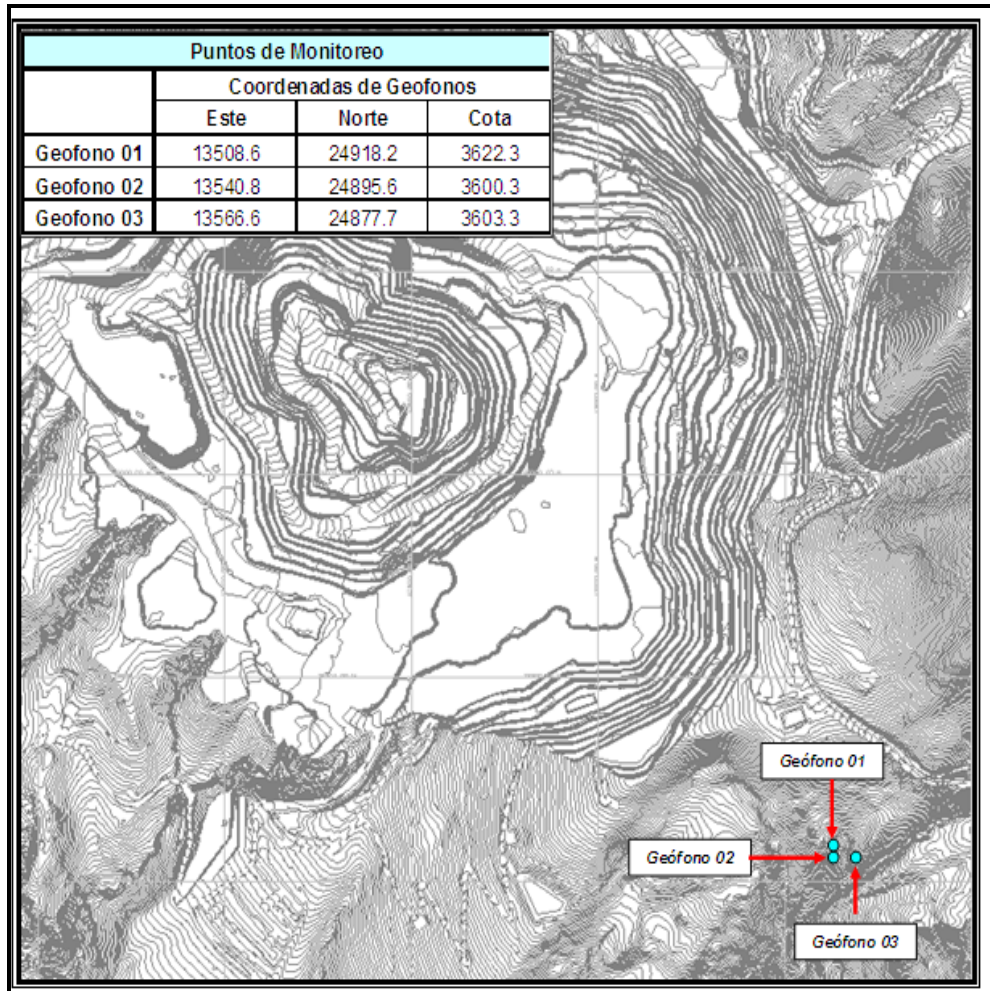 Puntos de Monitoreo
Coordenadas de Geofonos
Este Norte Cota
Geofono 01 13508.6 24918.2 3622.3
Geofono 02 13540.8 24895.6 3600.3
Geofono 03 13566.6 24877.7 3603.3
Geófono 01
Geófono 02
Geófono 03